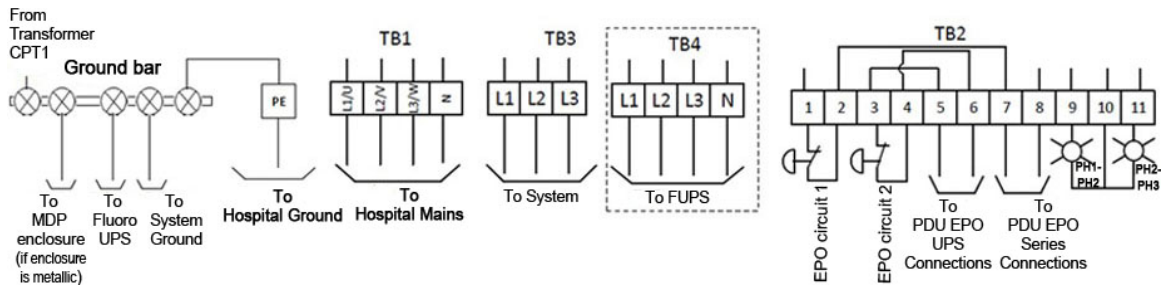 From
Transformer
CPT1
Ground bar
To
MDP
enclosure
(if enclosure
is metallic)
To
Fluoro
UPS
To
System
Ground
PE
To
Hospital Ground
TB1
L1/U L2/V L3/W N
To
Hospital Mains
TB3
L1 L2 L3
To System
TB4
L1 L2 L3 N
To FUPS
TB2
1 2 3 4 5 6 7 8 9 10 11
EPO circuit 1
EPO circuit 2
To
PDU EPO
UPS
Connections
To
PDU EPO
Series
Connections
PH1-
PH2
PH2-
PH3